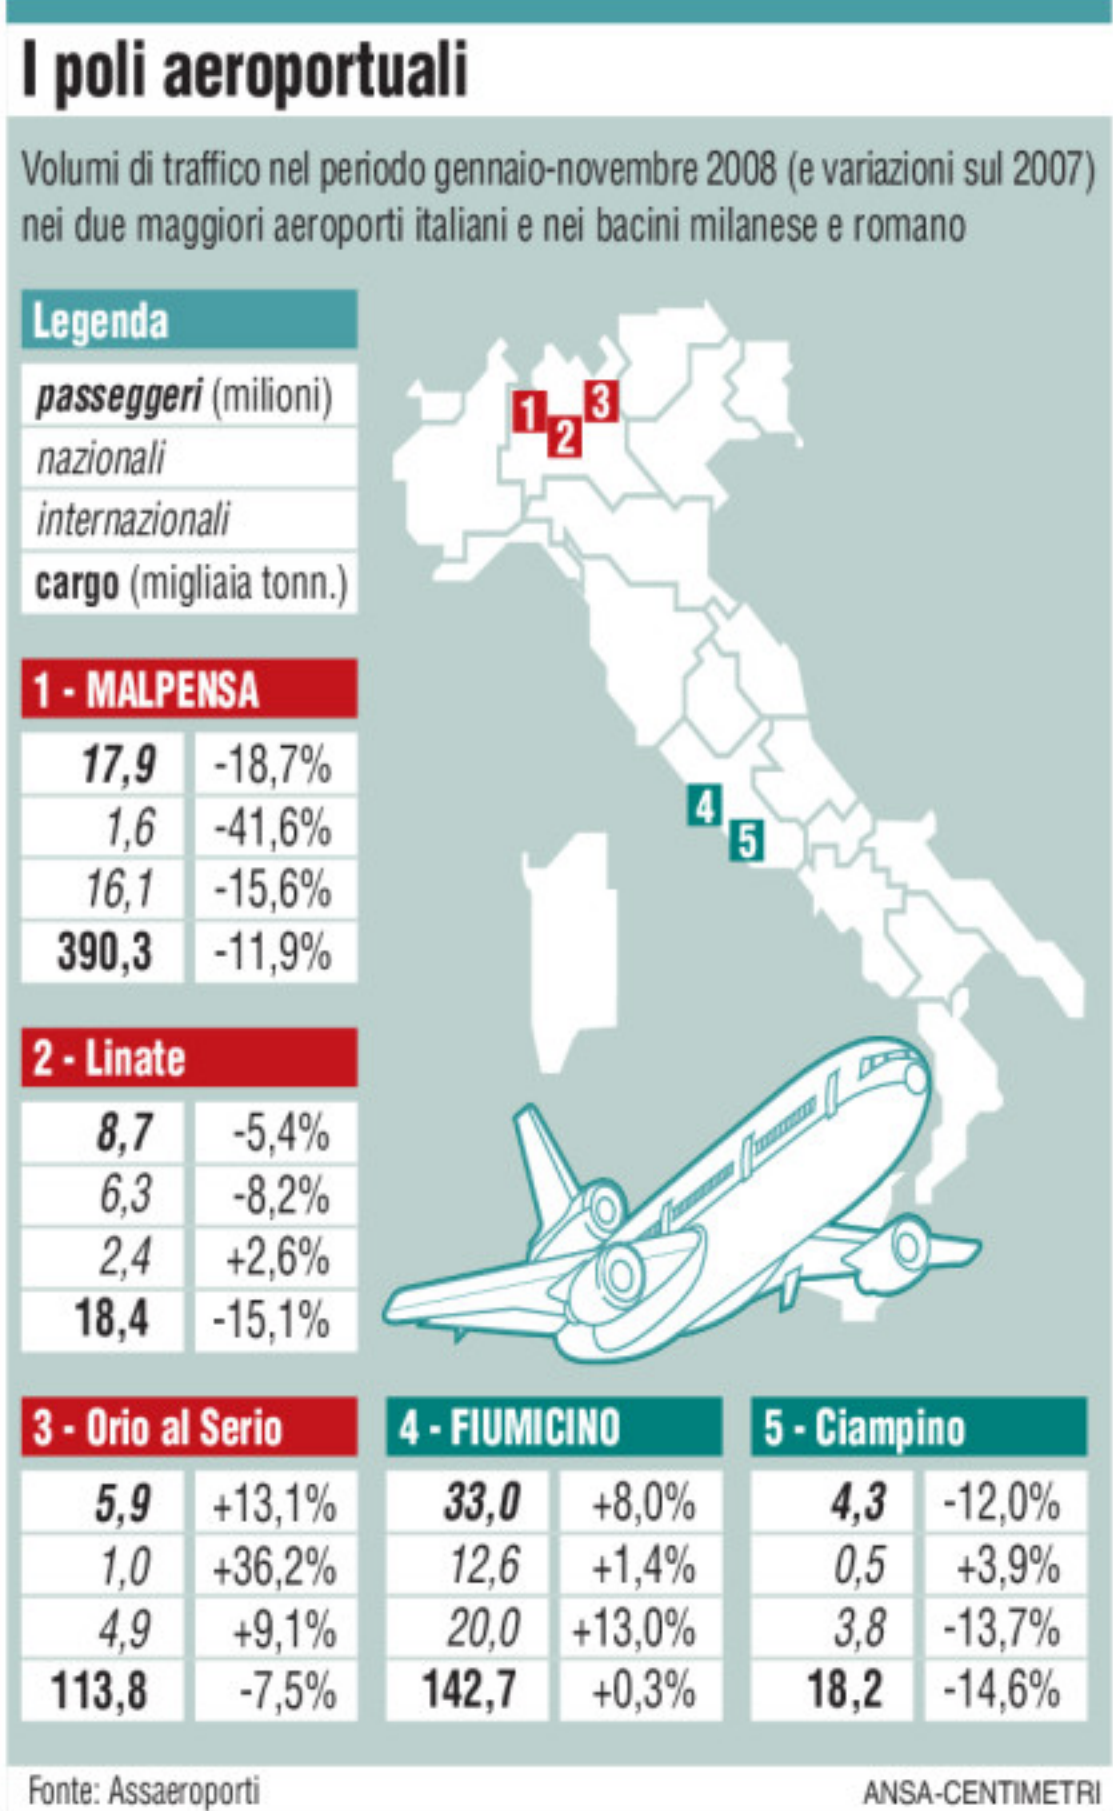 I poli aeroportuali
Volumi di traffico nel periodo gennaio-novembre 2008 (e variazioni sul 2007)
nei due maggiori aeroporti italiani e nei bacini milanese e romano
Legenda
passeggeri (milioni)
nazionali
internazionali
cargo (migliaia tonn.)
1
2
3
4
5
1 - MALPENSA
17,9 -18,7%
1,6 -41,6%
16,1 -15,6%
390,3 -11,9%
2 - Linate
8,7 -5,4%
6,3 -8,2%
2,4 +2,6%
18,4 -15,1%
3 - Orio al Serio
5,9 +13,1%
1,0 +36,2%
4,9 +9,1%
113,8 -7,5%
4 - FIUMICINO
33,0 +8,0%
12,6 +1,4%
20,0 +13,0%
142,7 +0,3%
5 - Ciampino
4,3 -12,0%
0,5 +3,9%
3,8 -13,7%
18,2 -14,6%
Fonte: Assaeroporti
ANSA-CENTIMETRI